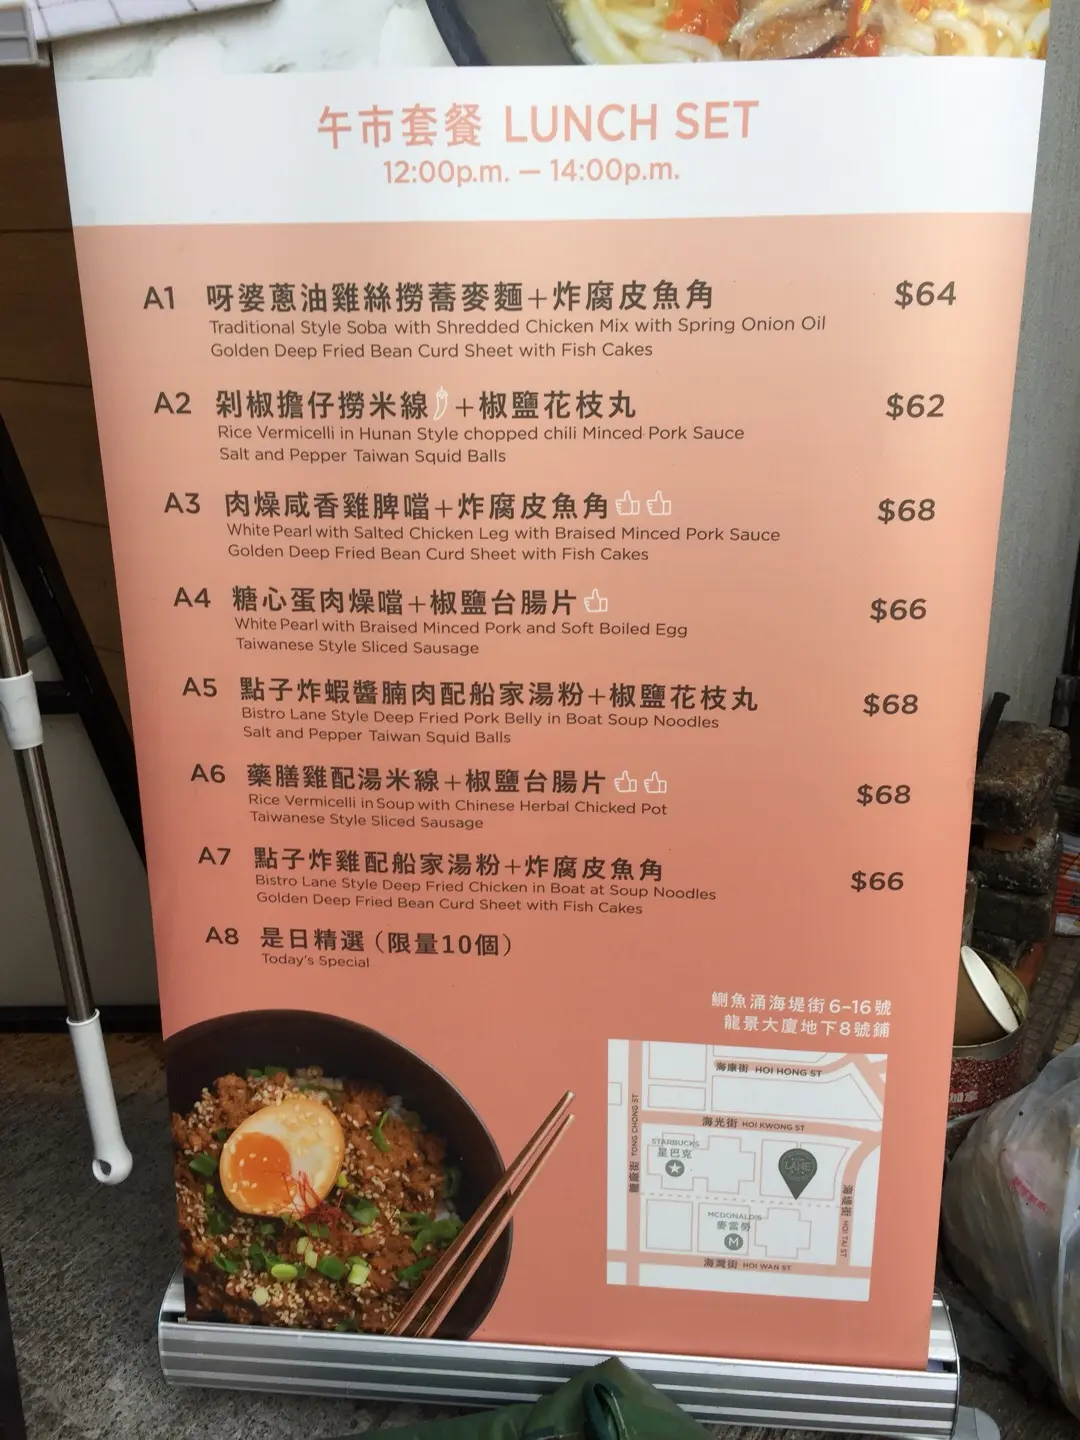 午市套餐 LUNCH SET
12:00p.m. — 14:00p.m.
A1 呀婆蔥油雞絲撈蕎麥麵+炸腐皮魚角 $64
Traditional Style Soba with Shredded Chicken Mix with Spring Onion Oil
Golden Deep Fried Bean Curd Sheet with Fish Cakes
A2 剁椒擔仔撈米線+椒鹽花枝丸 $62
Rice Vermicelli in Hunan Style chopped chili Minced Pork Sauce
Salt and Pepper Taiwan Squid Balls
A3 肉燥咸香雞脾噹+炸腐皮魚角 $68
White Pearl with Salted Chicken Leg with Braised Minced Pork Sauce
Golden Deep Fried Bean Curd Sheet with Fish Cakes
A4 糖心蛋肉燥噹+椒鹽台腸片 $66
White Pearl with Braised Minced Pork and Soft Boiled Egg
Taiwanese Style Sliced Sausage
A5 點子炸蝦醬腩肉配船家湯粉+椒鹽花枝丸 $68
Bistro Lane Style Deep Fried Pork Belly in Boat Soup Noodles
Salt and Pepper Taiwan Squid Balls
A6 藥膳雞配湯米線+椒鹽台腸片 $68
Rice Vermicelli in Soup with Chinese Herbal Chicked Pot
Taiwanese Style Sliced Sausage
A7 點子炸雞配船家湯粉+炸腐皮魚角 $66
Bistro Lane Style Deep Fried Chicken in Boat at Soup Noodles
Golden Deep Fried Bean Curd Sheet with Fish Cakes
A8 是日精選（限量10個）
Today's Special
鰂魚涌海堤街6-16號
龍景大廈地下8號鋪
海康街 HOI HONG ST
海光街 HOI KWONG ST
TONG CHONG ST
STARBUCKS
星巴克
LANE
MCDONALD'S
麥當勞
M
HOI TAI ST
海灣街 HOI WAN ST
加拿